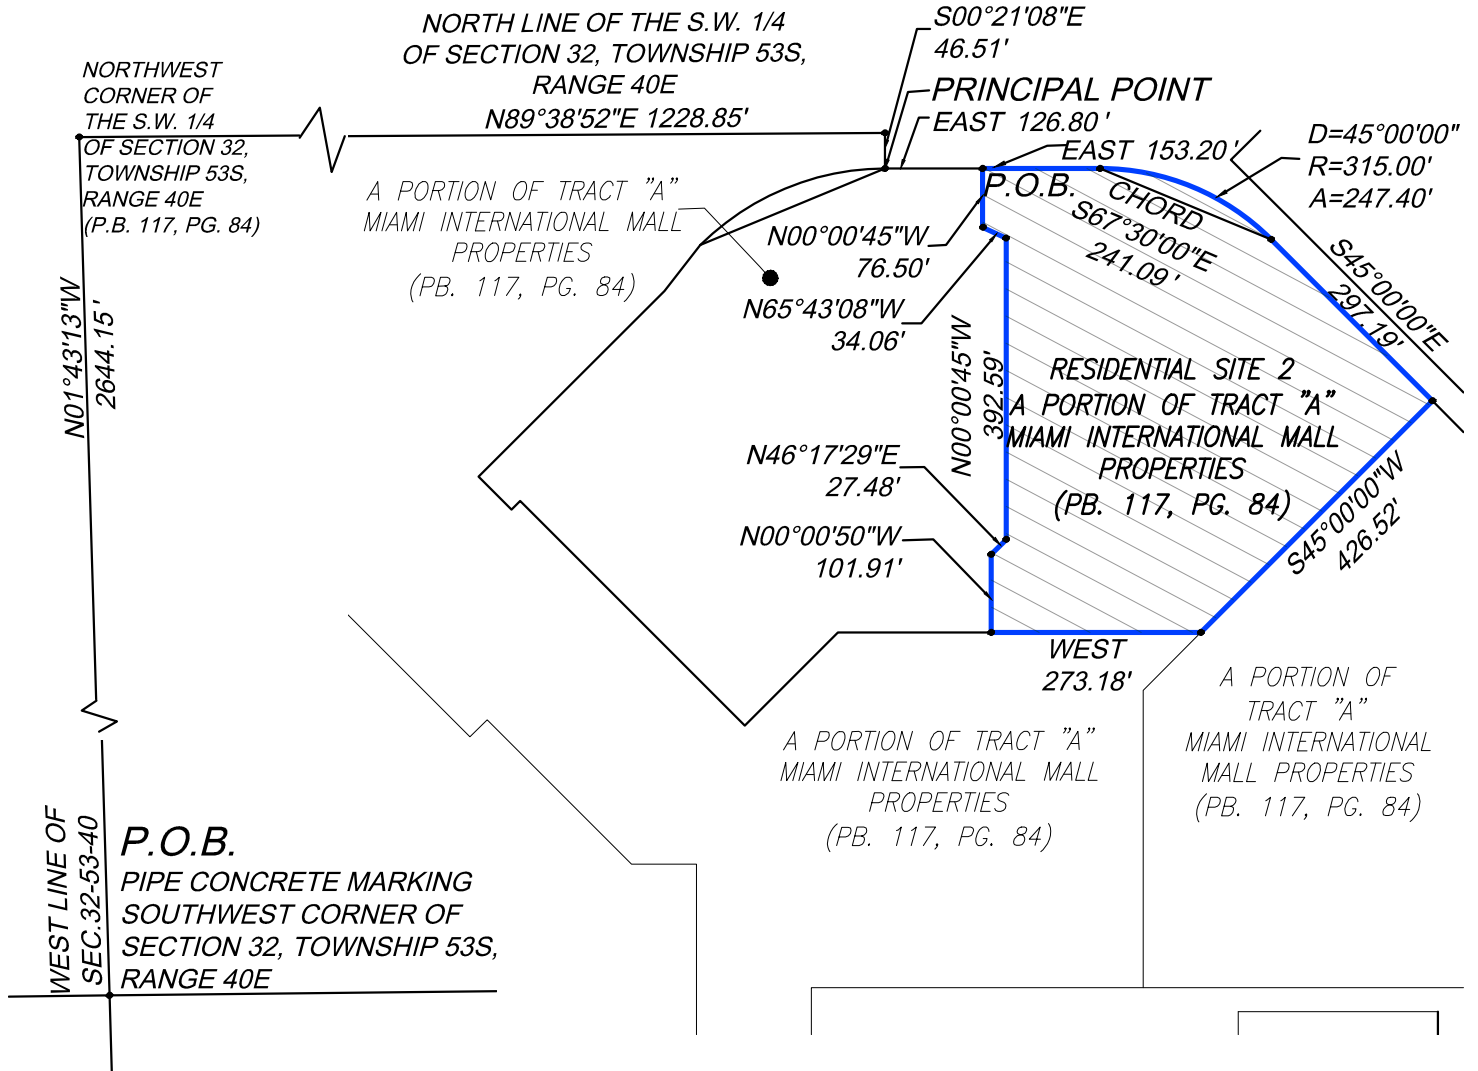 NORTH LINE OF THE S.W. 1/4
OF SECTION 32, TOWNSHIP 53S,
RANGE 40E
N89°38'52"E 1228.85'
S00°21'08"E
46.51'
PRINCIPAL POINT
EAST 126.80'
EAST 153.20'
D=45°00'00"
R=315.00'
A=247.40'
NORTHWEST
CORNER OF
THE S.W. 1/4
OF SECTION 32,
TOWNSHIP 53S,
RANGE 40E
(P.B. 117, PG. 84)
A PORTION OF TRACT "A"
MIAMI INTERNATIONAL MALL
PROPERTIES
(PB. 117, PG. 84)
P.O.B.
CHORD
S67°30'00"E
241.09'
S45°00'00"E
297.19'
N00°00'45"W
76.50'
N65°43'08"W
34.06'
N01°43'13"W
2644.15'
N00°00'45"W
392.59'
RESIDENTIAL SITE 2
A PORTION OF TRACT "A"
MIAMI INTERNATIONAL MALL
PROPERTIES
(PB. 117, PG. 84)
N46°17'29"E
27.48'
N00°00'50"W
101.91'
S45°00'00"W
426.52'
WEST
273.18'
A PORTION OF TRACT "A"
MIAMI INTERNATIONAL MALL
PROPERTIES
(PB. 117, PG. 84)
A PORTION OF
TRACT "A"
MIAMI INTERNATIONAL
MALL PROPERTIES
(PB. 117, PG. 84)
WEST LINE OF
SEC.32-53-40
P.O.B.
PIPE CONCRETE MARKING
SOUTHWEST CORNER OF
SECTION 32, TOWNSHIP 53S,
RANGE 40E